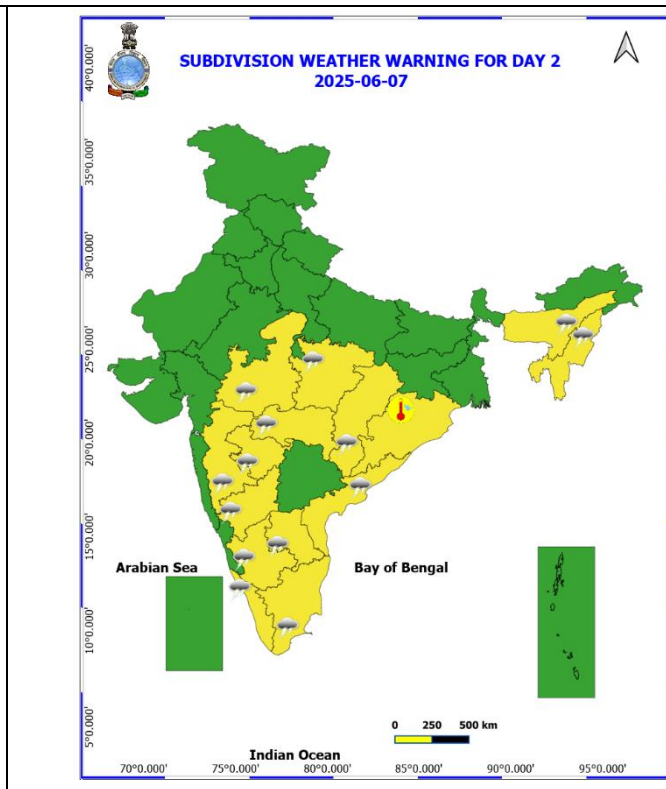 SUBDIVISION WEATHER WARNING FOR DAY 2
2025-06-07
40°0.000'
35°0.000'
30°0.000'
25°0.000'
20°0.000'
15°0.000'
Arabian Sea
Bay of Bengal
10°0.000'
5°0.000'
0 250 500 km
Indian Ocean
70°0.000' 75°0.000' 80°0.000' 85°0.000' 90°0.000' 95°0.000'